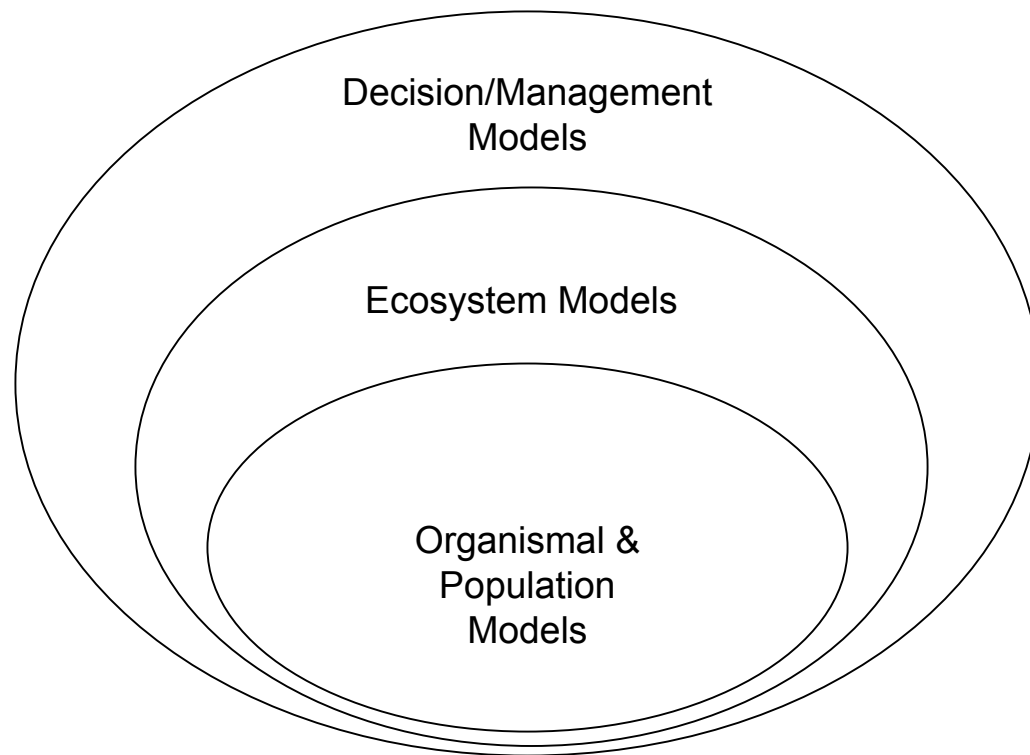 Decision/Management
Models
Ecosystem Models
Organismal &
Population
Models